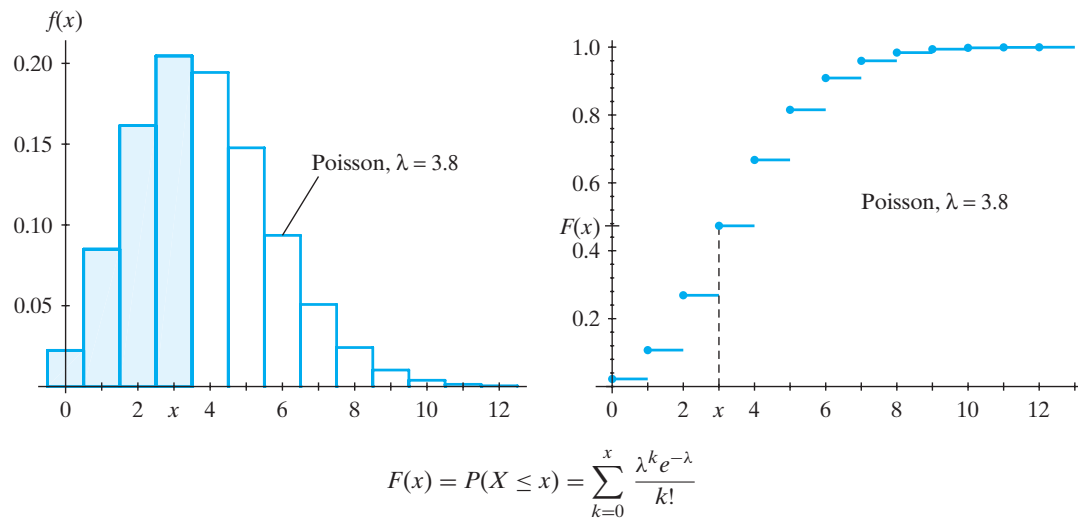 f(x)
0.20
0.15
0.10
0.05
Poisson, λ = 3.8
0 2 x 4 6 8 10 12
1.0
0.8
0.6
F(x)
0.4
0.2
Poisson, λ = 3.8
0 2 x 4 6 8 10 12
F(x) = P(X ≤ x) = ∑_{k=0}^{x} λ^k e^{−λ} / k!